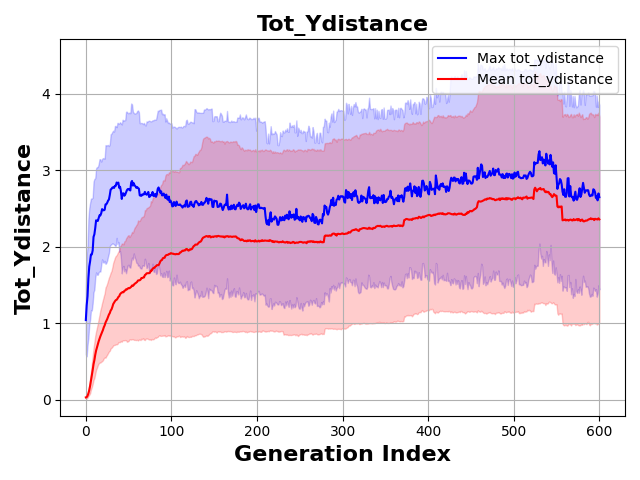 Tot_Ydistance
Max tot_ydistance
Mean tot_ydistance
Tot_Ydistance
4
3
2
1
0
0 100 200 300 400 500 600
Generation Index